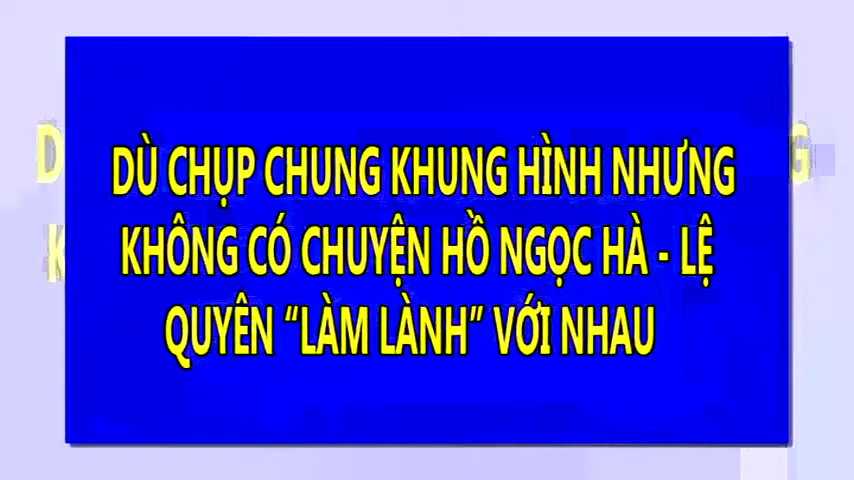 DÙ CHỤP CHUNG KHUNG HÌNH NHƯNG
KHÔNG CÓ CHUYỆN HỒ NGỌC HÀ - LỆ
QUYÊN “LÀM LÀNH” VỚI NHAU